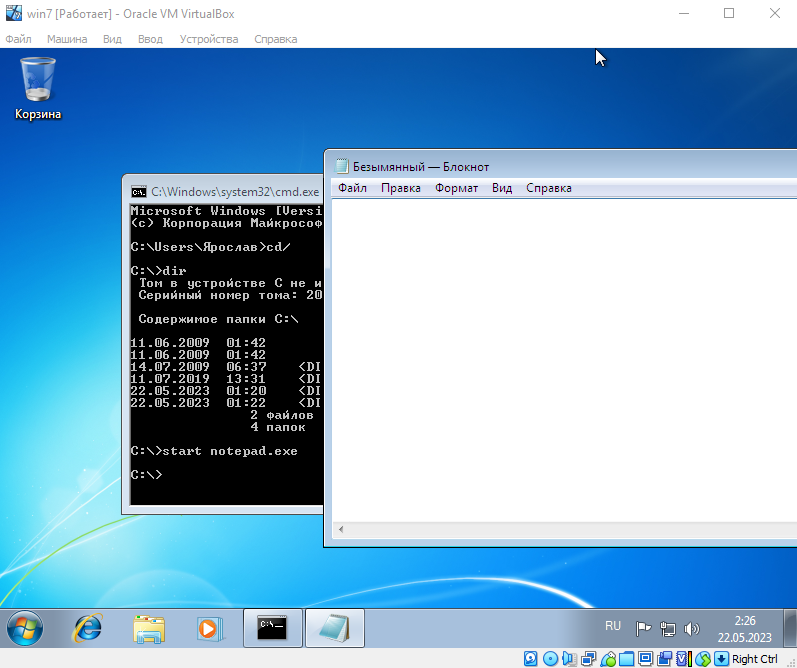 win7 [Работает] - Oracle VM VirtualBox
Файл Машина Вид Ввод Устройства Справка
Корзина
C:\Windows\system32\cmd.exe
Microsoft Windows [Versi
(c) Корпорация Майкрософ
C:\Users\Ярослав>cd/
C:\>dir
Том в устройстве C не и
Серийный номер тома: 20
Содержимое папки C:\
11.06.2009 01:42
11.06.2009 01:42
14.07.2009 06:37 <DI
11.07.2019 13:31 <DI
22.05.2023 01:20 <DI
22.05.2023 01:22 <DI
2 файлов
4 папок
C:\>start notepad.exe
C:\>
Безымянный — Блокнот
Файл Правка Формат Вид Справка
C:\_
RU
2:26
22.05.2023
Right Ctrl